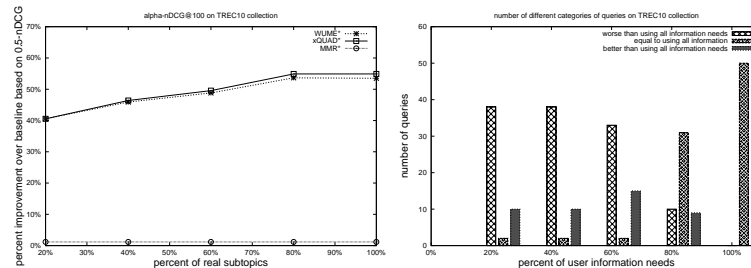 alpha-nDCG@100 on TREC10 collection
percent improvement over baseline based on 0.5-nDCG
70%
60%
50%
40%
30%
20%
10%
0%
WUME*
xQUAD*
MMR*
20% 40% 60% 80% 100%
percent of real subtopics
number of different categories of queries on TREC10 collection
number of queries
60
50
40
30
20
10
0
worse than using all information needs
equal to using all information
better than using all information needs
0% 20% 40% 60% 80% 100%
percent of user information needs